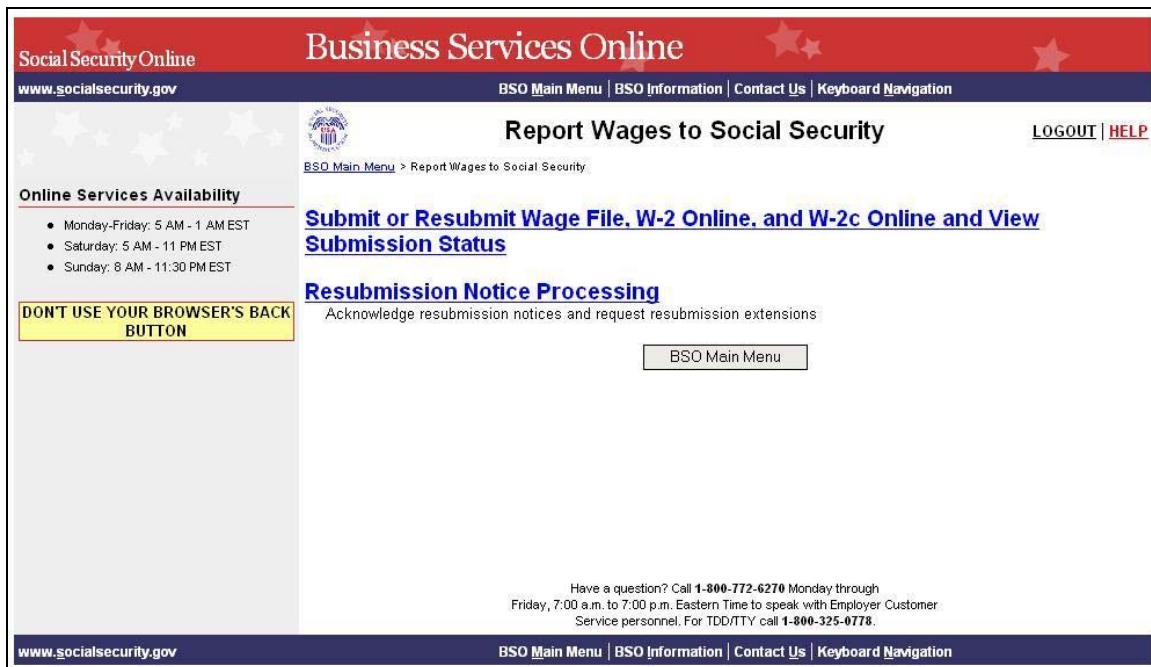 Social Security Online
Business Services Online
www.socialsecurity.gov
BSO Main Menu | BSO Information | Contact Us | Keyboard Navigation
Report Wages to Social Security
LOGOUT | HELP
BSO Main Menu > Report Wages to Social Security
Online Services Availability
• Monday-Friday: 5 AM - 1 AM EST
• Saturday: 5 AM - 11 PM EST
• Sunday: 8 AM - 11:30 PM EST
DON'T USE YOUR BROWSER'S BACK
BUTTON
Submit or Resubmit Wage File, W-2 Online, and W-2c Online and View
Submission Status
Resubmission Notice Processing
Acknowledge resubmission notices and request resubmission extensions
BSO Main Menu
Have a question? Call 1-800-772-6270 Monday through
Friday, 7:00 a.m. to 7:00 p.m. Eastern Time to speak with Employer Customer
Service personnel. For TDD/TTY call 1-800-325-0778.
www.socialsecurity.gov
BSO Main Menu | BSO Information | Contact Us | Keyboard Navigation